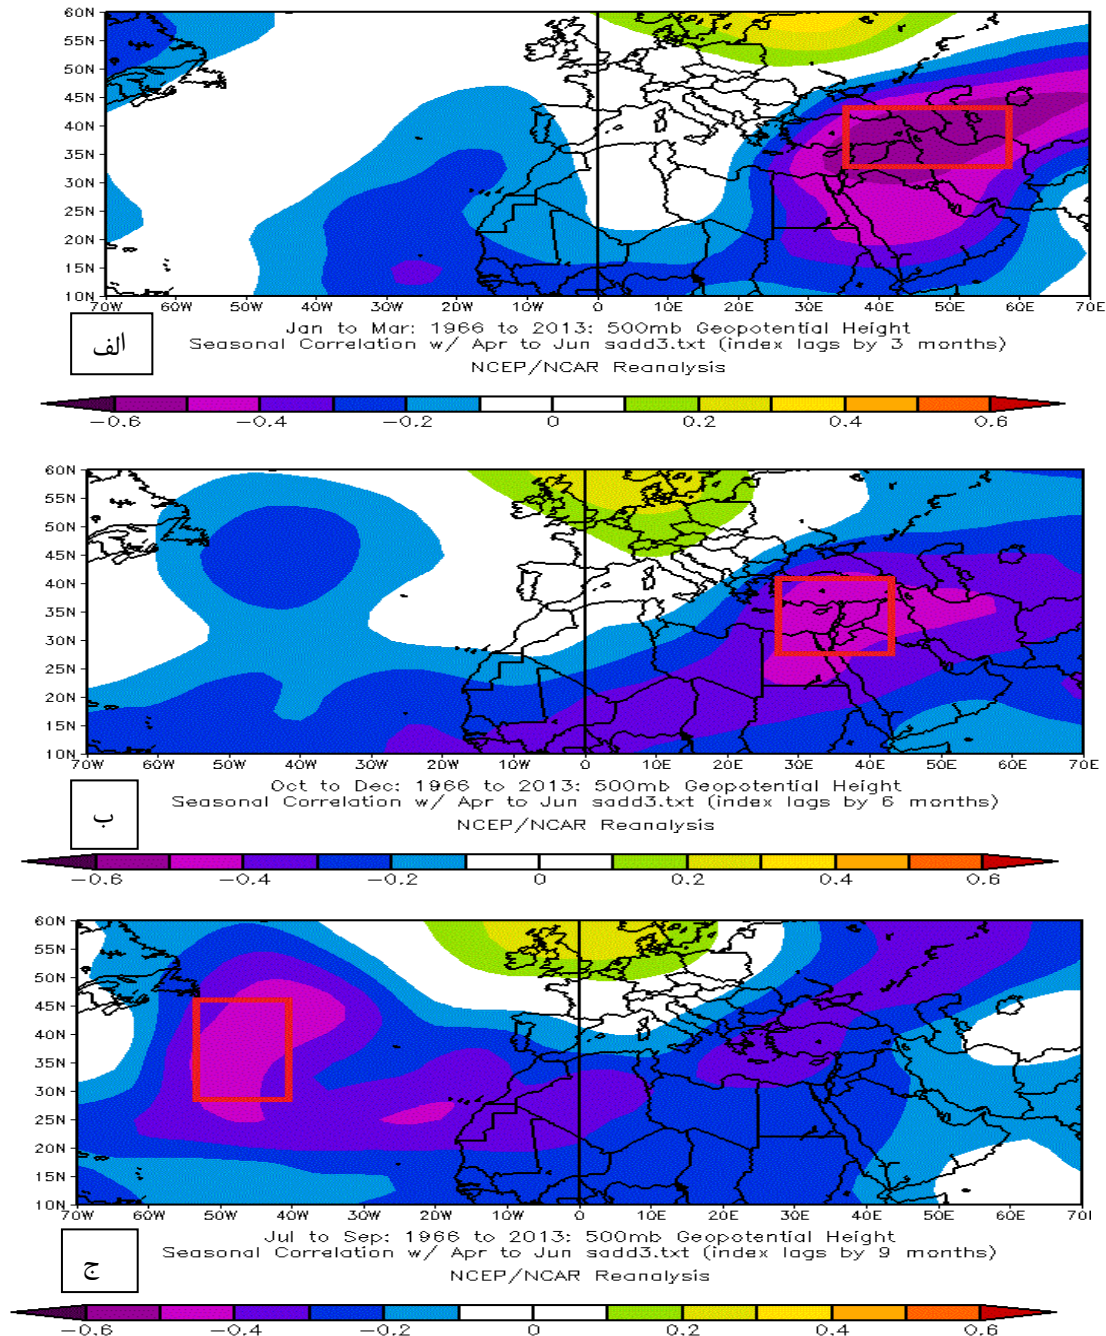 60N
55N
50N
45N
40N
35N
30N
25N
20N
15N
10N
70W 60W 50W 40W 30W 20W 10W 0 10E 20E 30E 40E 50E 60E 70E
الف
Jan to Mar: 1966 to 2013: 500mb Geopotential Height
Seasonal Correlation w/ Apr to Jun sadd3.txt (index lags by 3 months)
NCEP/NCAR Reanalysis
-0.6 -0.4 -0.2 0 0.2 0.4 0.6
60N
55N
50N
45N
40N
35N
30N
25N
20N
15N
10N
70W 60W 50W 40W 30W 20W 10W 0 10E 20E 30E 40E 50E 60E 70E
ب
Oct to Dec: 1966 to 2013: 500mb Geopotential Height
Seasonal Correlation w/ Apr to Jun sadd3.txt (index lags by 6 months)
NCEP/NCAR Reanalysis
-0.6 -0.4 -0.2 0 0.2 0.4 0.6
60N
55N
50N
45N
40N
35N
30N
25N
20N
15N
10N
70W 60W 50W 40W 30W 20W 10W 0 10E 20E 30E 40E 50E 60E 70I
ج
Jul to Sep: 1966 to 2013: 500mb Geopotential Height
Seasonal Correlation w/ Apr to Jun sadd3.txt (index lags by 9 months)
NCEP/NCAR Reanalysis
-0.6 -0.4 -0.2 0 0.2 0.4 0.6